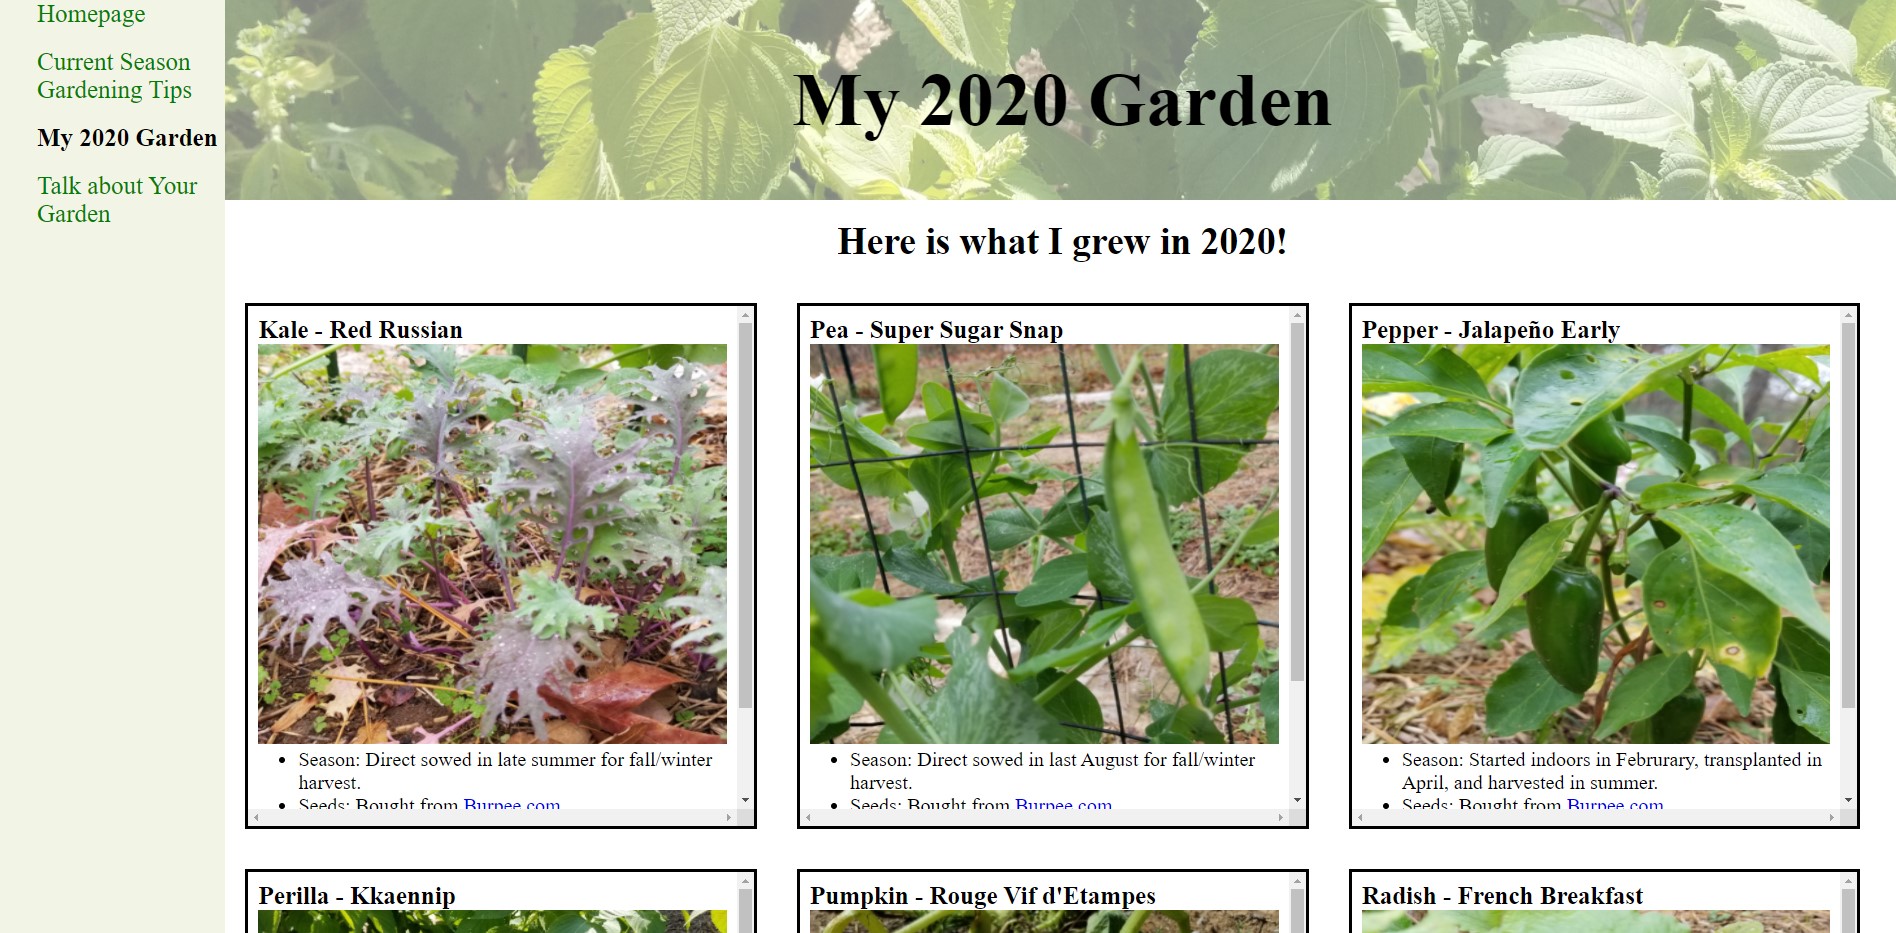 Homepage
Current Season
Gardening Tips
My 2020 Garden
Talk about Your
Garden
My 2020 Garden
Here is what I grew in 2020!
Kale - Red Russian
Season: Direct sowed in late summer for fall/winter
harvest.
Seeds: Bought from Burpee.com
Pea - Super Sugar Snap
Season: Direct sowed in last August for fall/winter
harvest.
Seeds: Bought from Burpee.com
Pepper - Jalapeño Early
Season: Started indoors in Februrary, transplanted in
April, and harvested in summer.
Seeds: Bought from Burpee.com
Perilla - Kkaennip
Pumpkin - Rouge Vif d'Etampes
Radish - French Breakfast